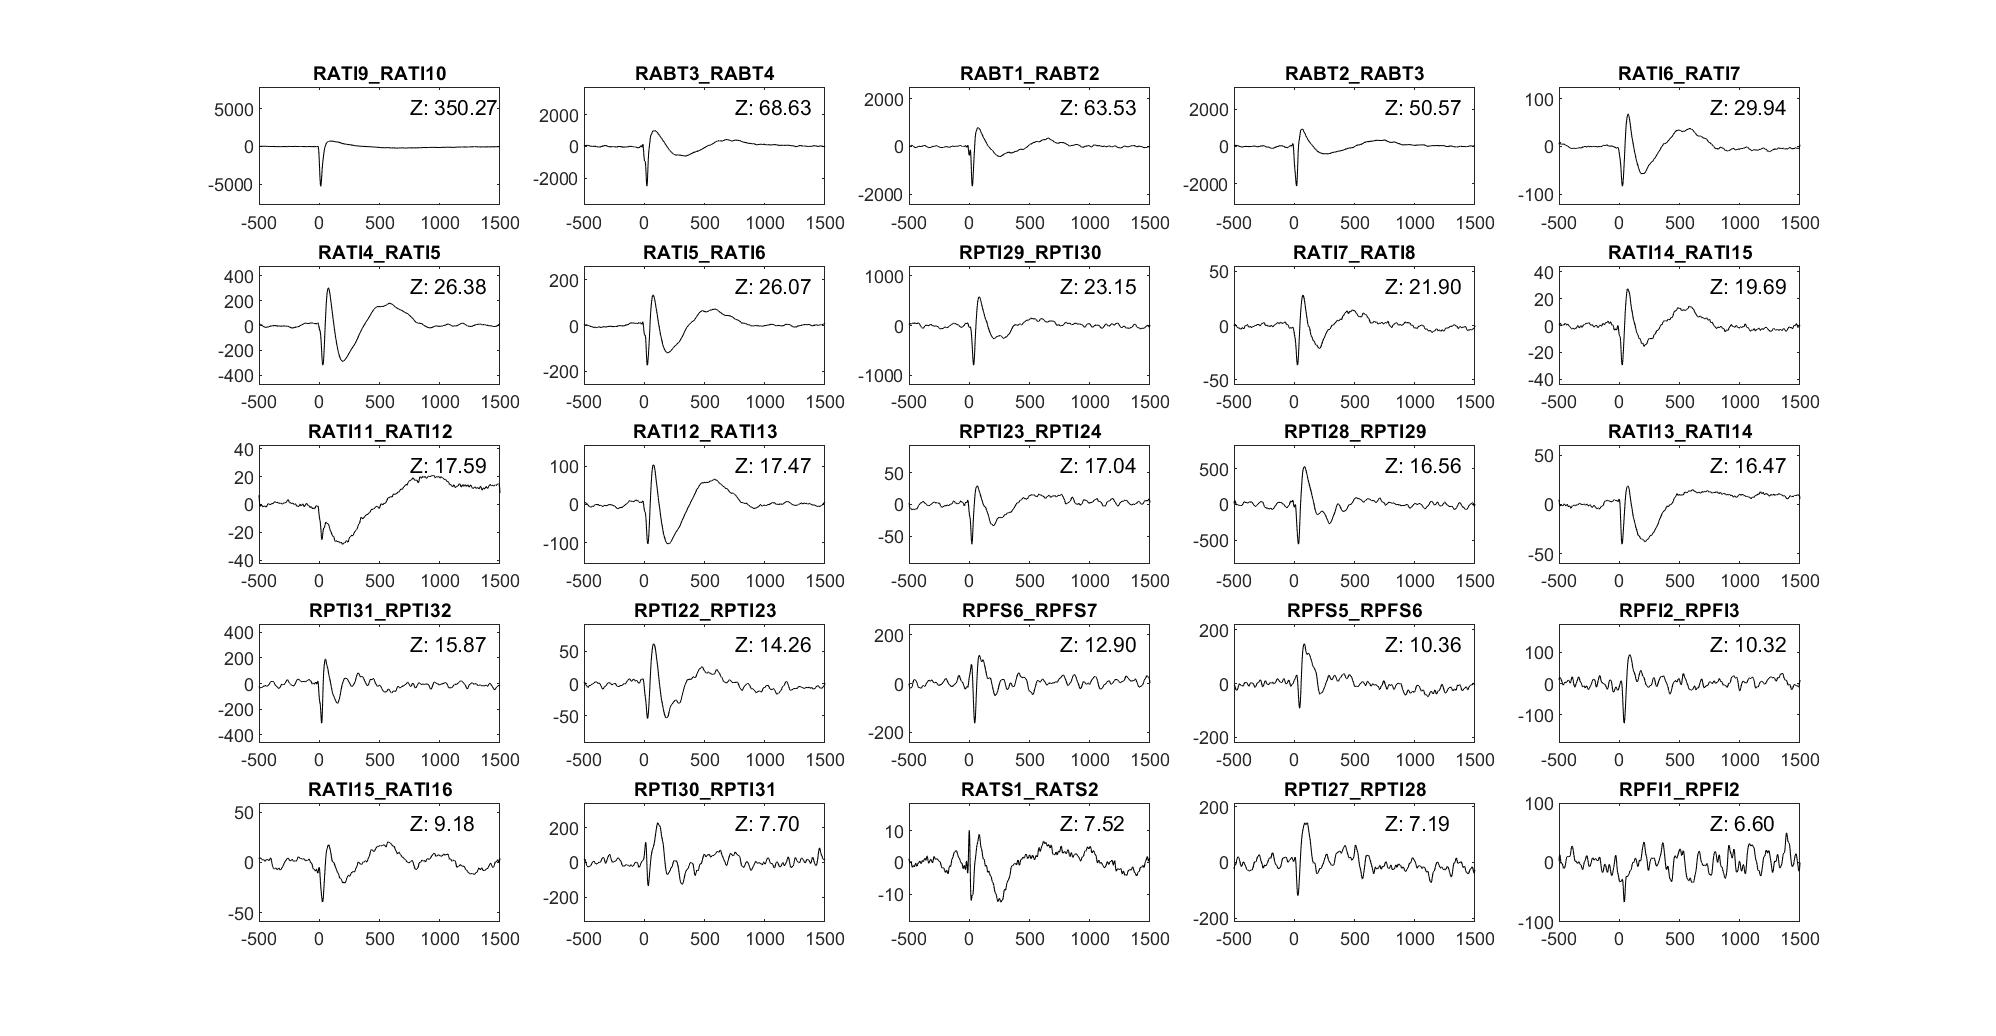 RATI9_RATI10 RABT3_RABT4 RABT1_RABT2 RABT2_RABT3 RATI6_RATI7
Z: 350.27 Z: 68.63 Z: 63.53 Z: 50.57 Z: 29.94
5000 2000 2000 2000 100
0 0 0 0 0
-5000 -2000 -2000 -2000 -100
-500 0 500 1000 1500 -500 0 500 1000 1500 -500 0 500 1000 1500 -500 0 500 1000 1500 -500 0 500 1000 1500
RATI4_RATI5 RATI5_RATI6 RPTI29_RPTI30 RATI7_RATI8 RATI14_RATI15
Z: 26.38 Z: 26.07 Z: 23.15 Z: 21.90 Z: 19.69
400 200 1000 50 40
200 20
0 0 0 0 0
-200 -20
-400 -200 -1000 -50 -40
-500 0 500 1000 1500 -500 0 500 1000 1500 -500 0 500 1000 1500 -500 0 500 1000 1500 -500 0 500 1000 1500
RATI11_RATI12 RATI12_RATI13 RPTI23_RPTI24 RPTI28_RPTI29 RATI13_RATI14
Z: 17.59 Z: 17.47 Z: 17.04 Z: 16.56 Z: 16.47
40 100 50 500 50
20
0 0 0 0 0
-20
-40 -100 -50 -500 -50
-500 0 500 1000 1500 -500 0 500 1000 1500 -500 0 500 1000 1500 -500 0 500 1000 1500 -500 0 500 1000 1500
RPTI31_RPTI32 RPTI22_RPTI23 RPFS6_RPFS7 RPFS5_RPFS6 RPFI2_RPFI3
Z: 15.87 Z: 14.26 Z: 12.90 Z: 10.36 Z: 10.32
400 50 200 200 100
200
0 0 0 0 0
-200
-400 -50 -200 -200 -100
-500 0 500 1000 1500 -500 0 500 1000 1500 -500 0 500 1000 1500 -500 0 500 1000 1500 -500 0 500 1000 1500
RATI15_RATI16 RPTI30_RPTI31 RATS1_RATS2 RPTI27_RPTI28 RPFI1_RPFI2
Z: 9.18 Z: 7.70 Z: 7.52 Z: 7.19 Z: 6.60
50 200 10 200 100
0 0 0 0 0
-50 -200 -10 -200 -100
-500 0 500 1000 1500 -500 0 500 1000 1500 -500 0 500 1000 1500 -500 0 500 1000 1500 -500 0 500 1000 1500